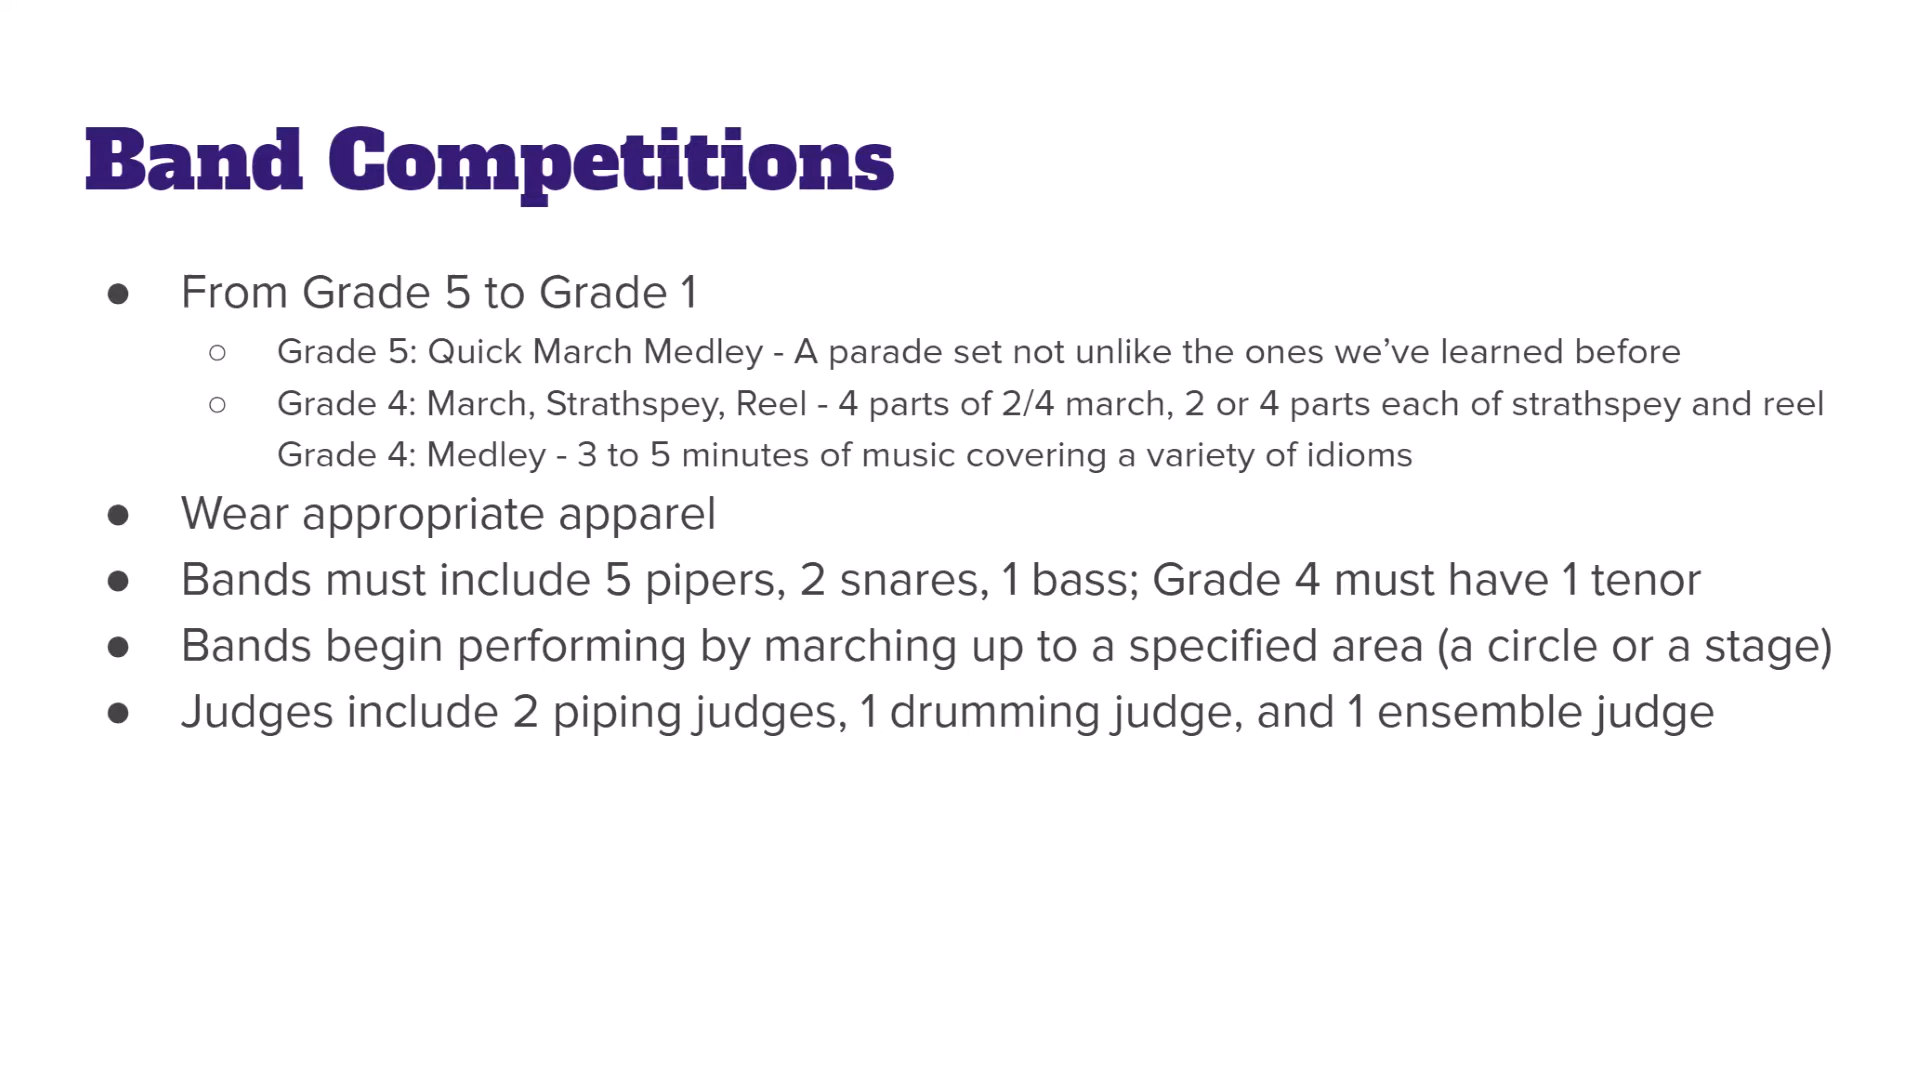 Band Competitions
● From Grade 5 to Grade 1
○ Grade 5: Quick March Medley - A parade set not unlike the ones we’ve learned before
○ Grade 4: March, Strathspey, Reel - 4 parts of 2/4 march, 2 or 4 parts each of strathspey and reel
Grade 4: Medley - 3 to 5 minutes of music covering a variety of idioms
● Wear appropriate apparel
● Bands must include 5 pipers, 2 snares, 1 bass; Grade 4 must have 1 tenor
● Bands begin performing by marching up to a specified area (a circle or a stage)
● Judges include 2 piping judges, 1 drumming judge, and 1 ensemble judge